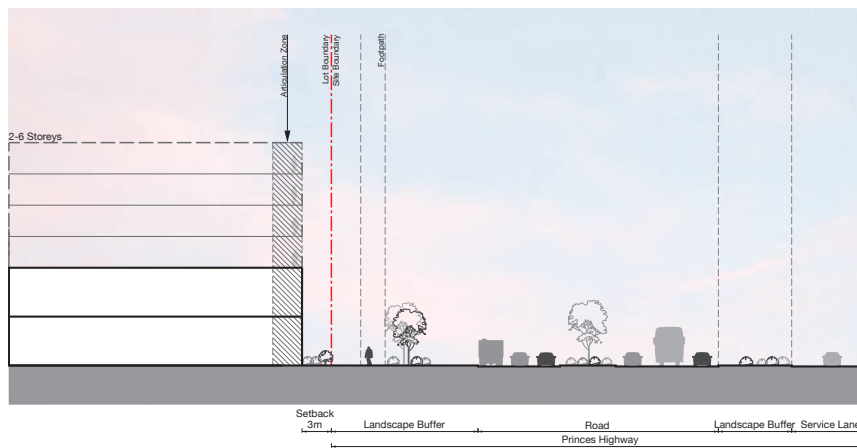 Articulation Zone
Lot Boundary
Site Boundary
Footpath
2-6 Storeys
Setback
3m
Landscape Buffer
Road
Landscape Buffer
Service Lane
Princes Highway